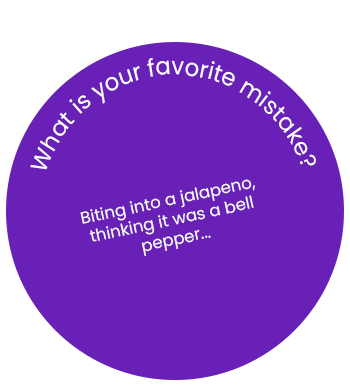 What is your favorite mistake?
Biting into a jalapeno,
thinking it was a bell
pepper...